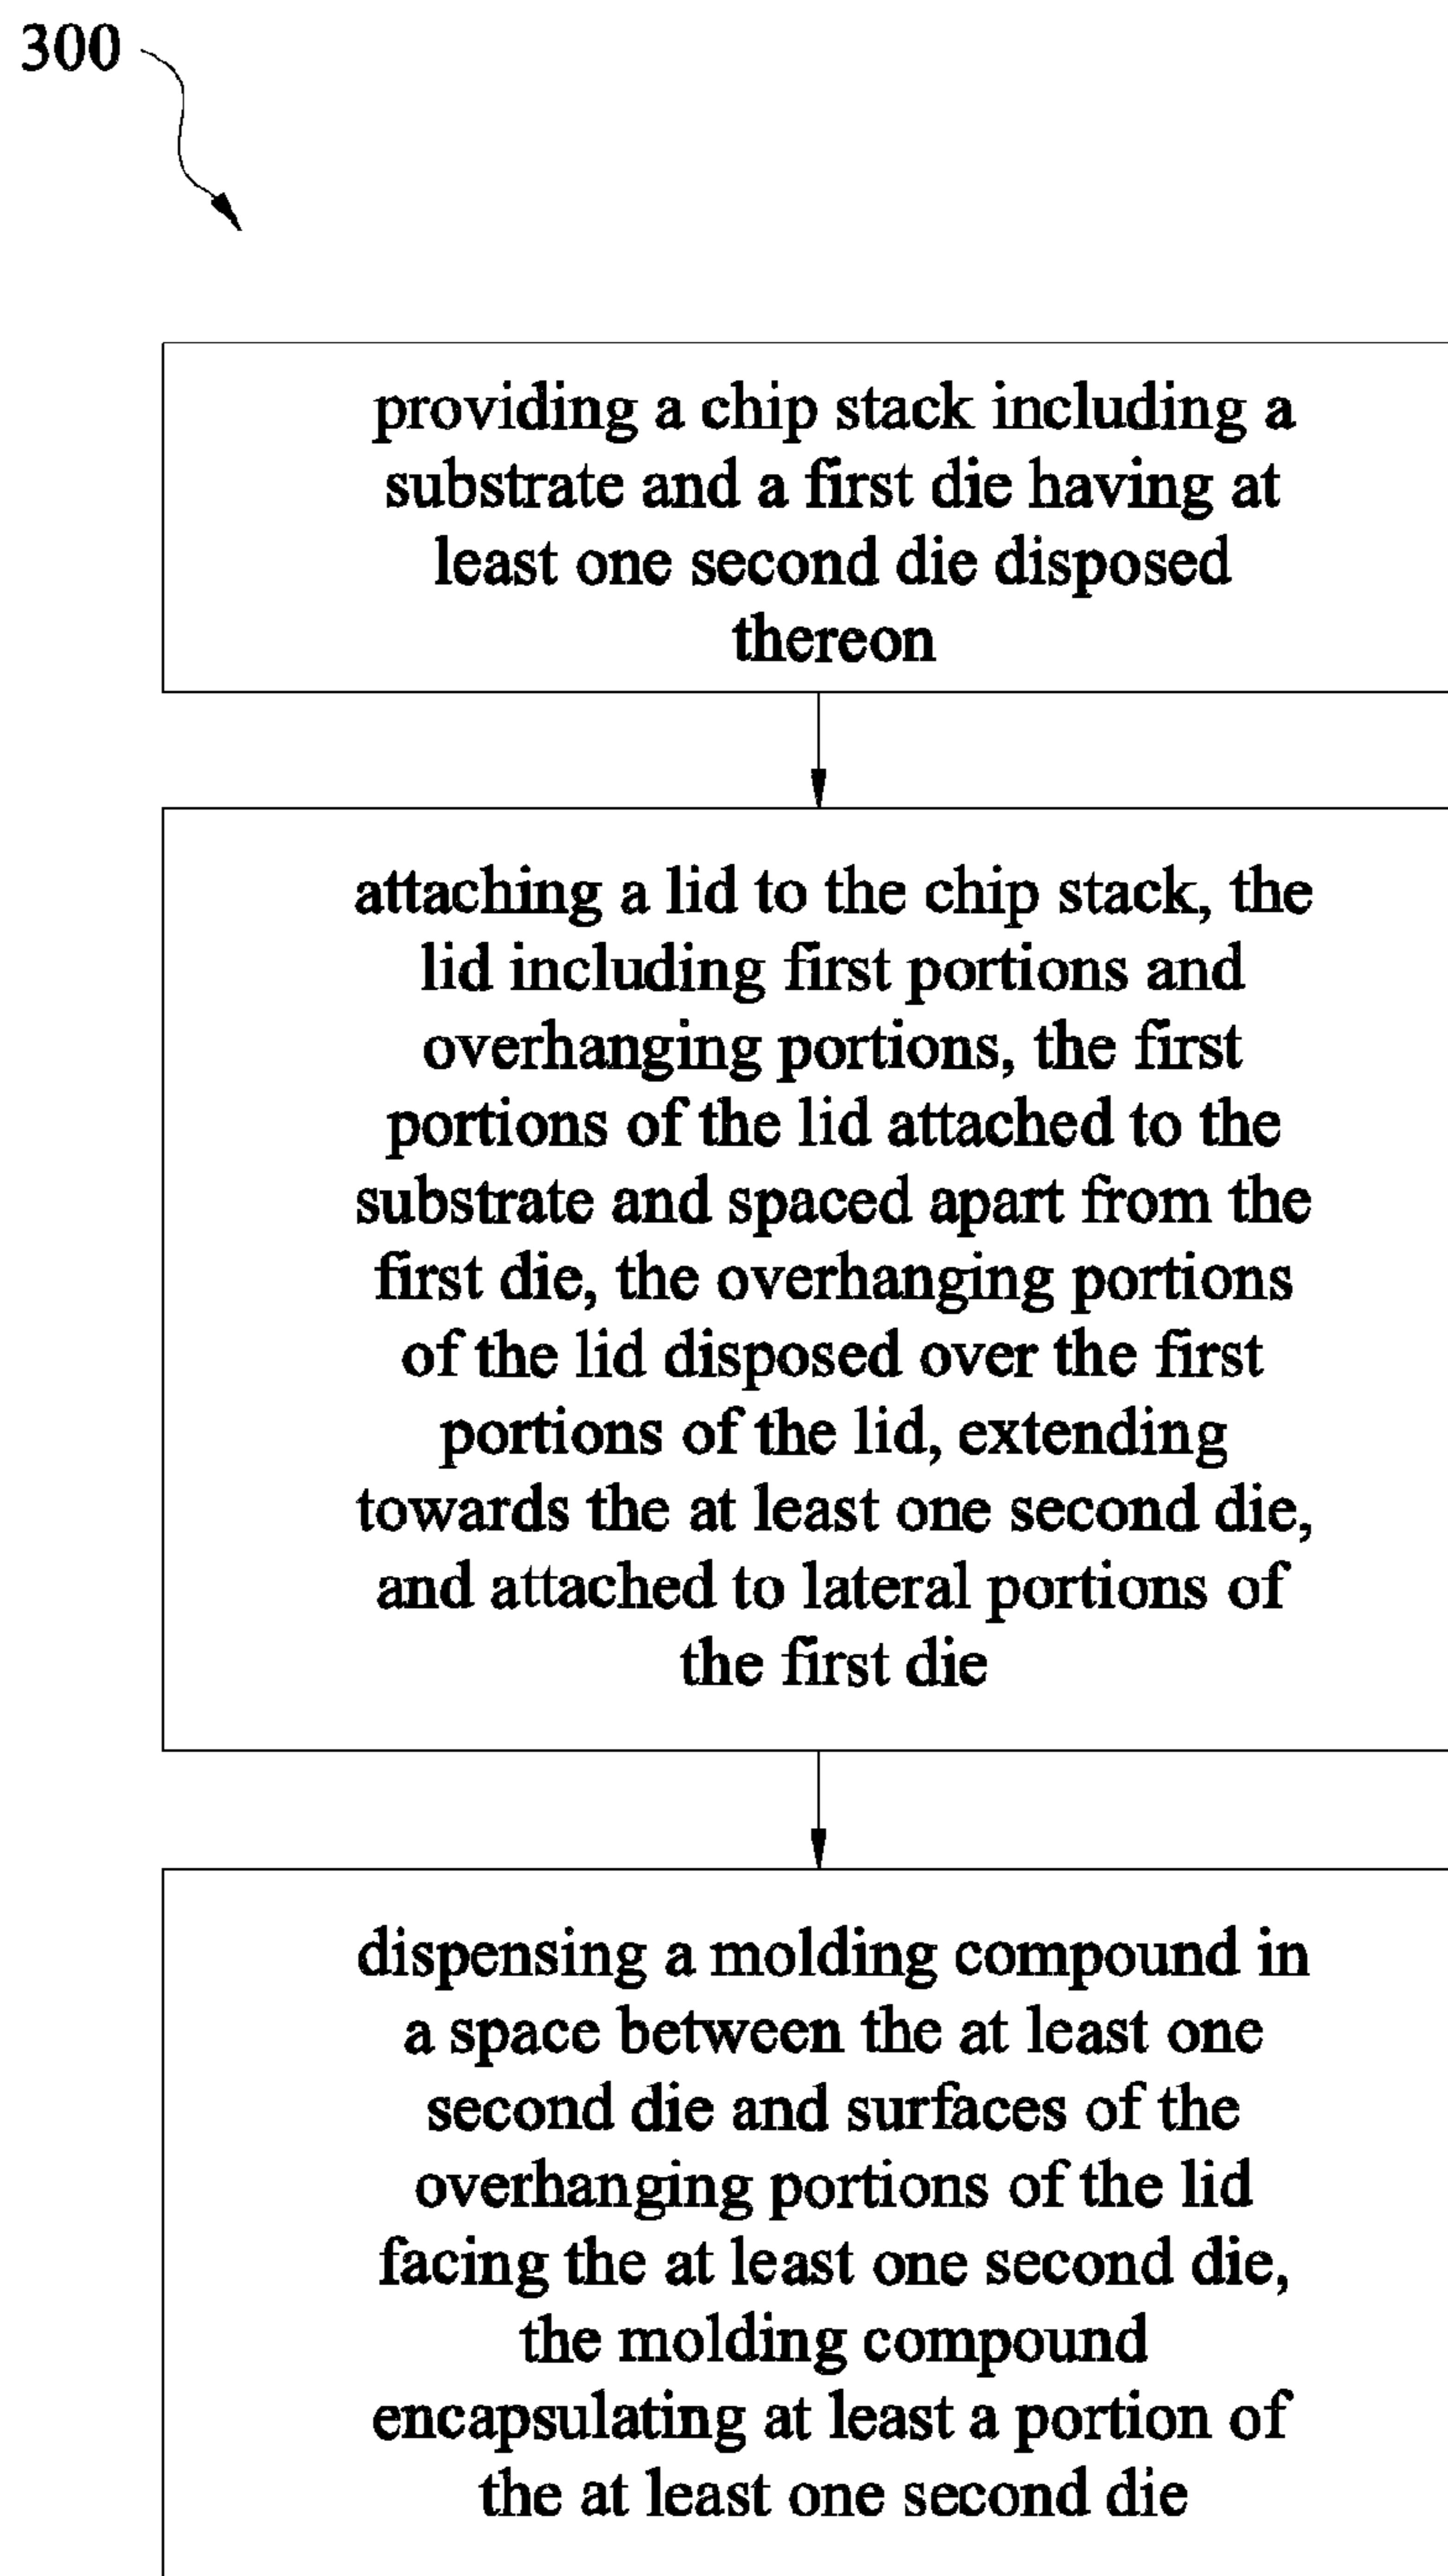 300
providing a chip stack including a
substrate and a first die having at
least one second die disposed
thereon
attaching a lid to the chip stack, the
lid including first portions and
overhanging portions, the first
portions of the lid attached to the
substrate and spaced apart from the
first die, the overhanging portions
of the lid disposed over the first
portions of the lid, extending
towards the at least one second die,
and attached to lateral portions of
the first die
dispensing a molding compound in
a space between the at least one
second die and surfaces of the
overhanging portions of the lid
facing the at least one second die,
the molding compound
encapsulating at least a portion of
the at least one second die